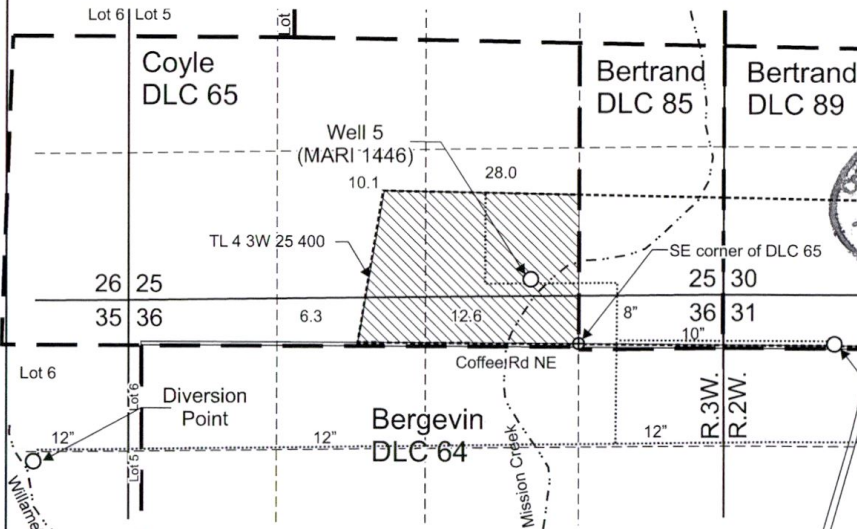 Lot 6
Lot 5
Lot
Coyle
DLC 65
Bertrand
DLC 85
Bertrand
DLC 89
Well 5
(MARI 1446)
10.1
28.0
TL 4 3W 25 400
SE corner of DLC 65
26
25
25
30
35
36
36
31
6.3
12.6
8"
10"
Coffee Rd NE
Lot 6
Lot 6
Diversion
Point
Bergevin
DLC 64
R.3W.
R.2W.
12"
12"
12"
Lot 5
Mission Creek
Willame